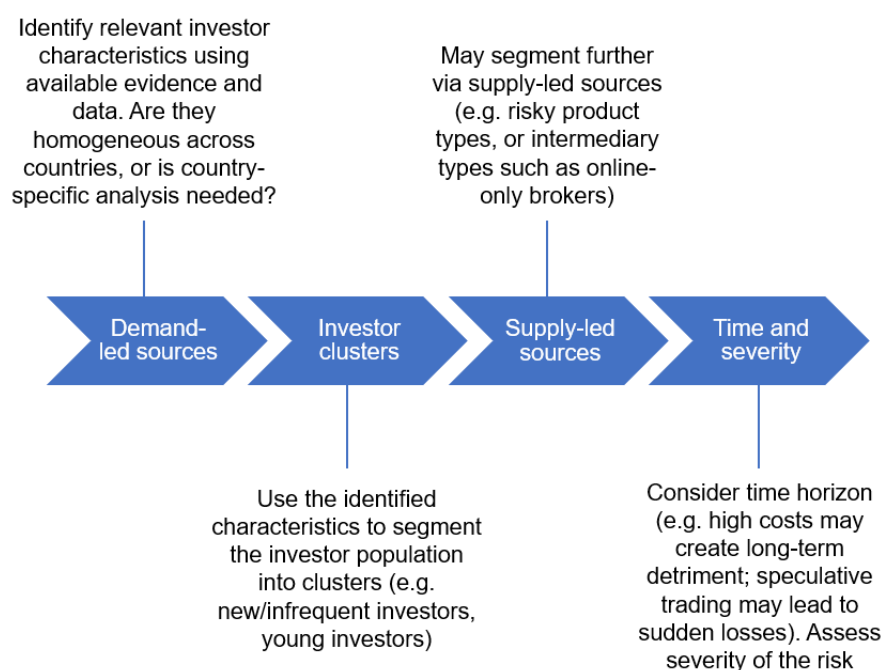 Identify relevant investor
characteristics using
available evidence and
data. Are they
homogeneous across
countries, or is country-
specific analysis needed?
May segment further
via supply-led sources
(e.g. risky product
types, or intermediary
types such as online-
only brokers)
Demand-
led sources
Investor
clusters
Supply-led
sources
Time and
severity
Use the identified
characteristics to segment
the investor population
into clusters (e.g.
new/infrequent investors,
young investors)
Consider time horizon
(e.g. high costs may
create long-term
detriment; speculative
trading may lead to
sudden losses). Assess
severity of the risk